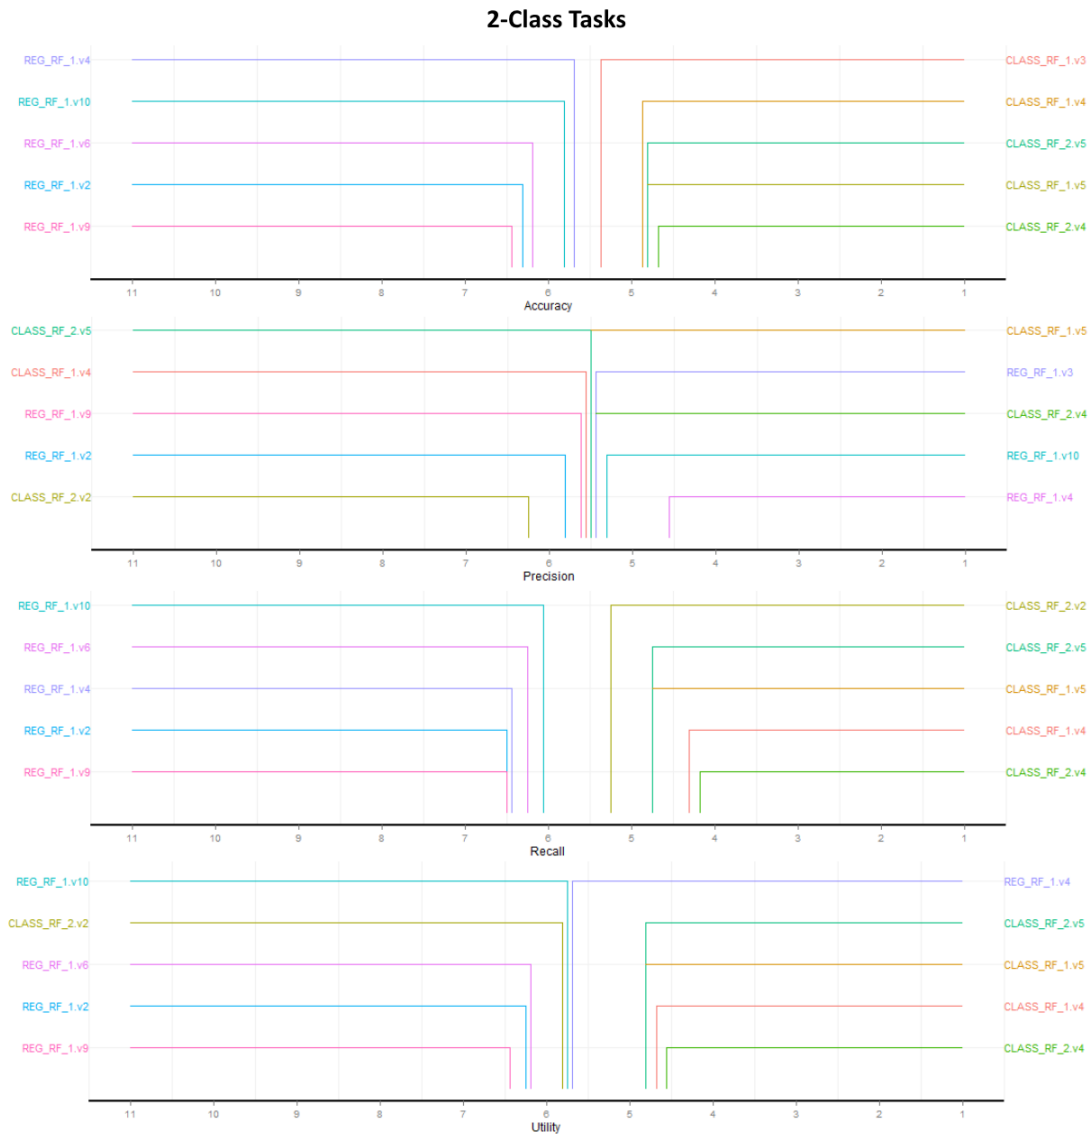 2-Class Tasks
REG_RF_1.v4 CLASS_RF_1.v3
REG_RF_1.v10 CLASS_RF_1.v4
REG_RF_1.v6 CLASS_RF_2.v5
REG_RF_1.v2 CLASS_RF_1.v5
REG_RF_1.v9 CLASS_RF_2.v4
11 10 9 8 7 6 5 4 3 2 1
Accuracy
CLASS_RF_2.v5 CLASS_RF_1.v5
CLASS_RF_1.v4 REG_RF_1.v3
REG_RF_1.v9 CLASS_RF_2.v4
REG_RF_1.v2 REG_RF_1.v10
CLASS_RF_2.v2 REG_RF_1.v4
11 10 9 8 7 6 5 4 3 2 1
Precision
REG_RF_1.v10 CLASS_RF_2.v2
REG_RF_1.v6 CLASS_RF_2.v5
REG_RF_1.v4 CLASS_RF_1.v5
REG_RF_1.v2 CLASS_RF_1.v4
REG_RF_1.v9 CLASS_RF_2.v4
11 10 9 8 7 6 5 4 3 2 1
Recall
REG_RF_1.v10 REG_RF_1.v4
CLASS_RF_2.v2 CLASS_RF_2.v5
REG_RF_1.v6 CLASS_RF_1.v5
REG_RF_1.v2 CLASS_RF_1.v4
REG_RF_1.v9 CLASS_RF_2.v4
11 10 9 8 7 6 5 4 3 2 1
Utility